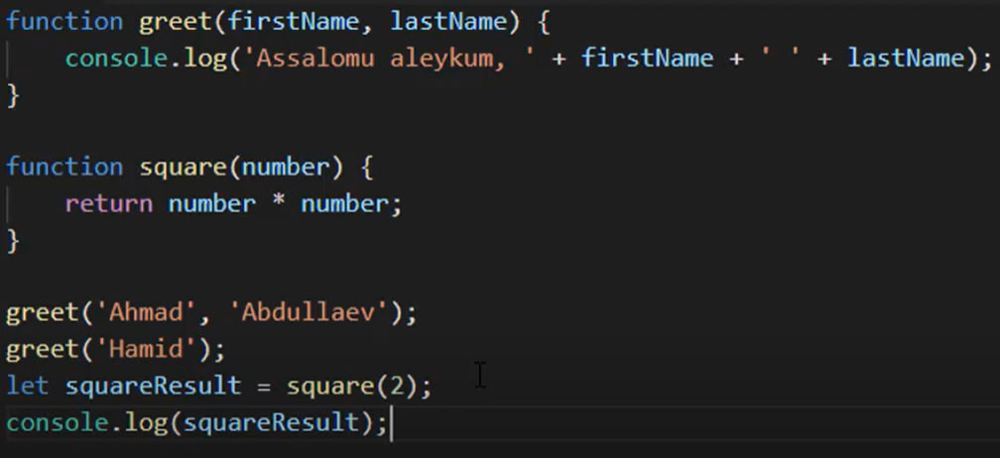 function greet(firstName, lastName) {
    console.log('Assalomu aleykum, ' + firstName + ' ' + lastName);
}

function square(number) {
    return number * number;
}

greet('Ahmad', 'Abdullaev');
greet('Hamid');
let squareResult = square(2);
console.log(squareResult);